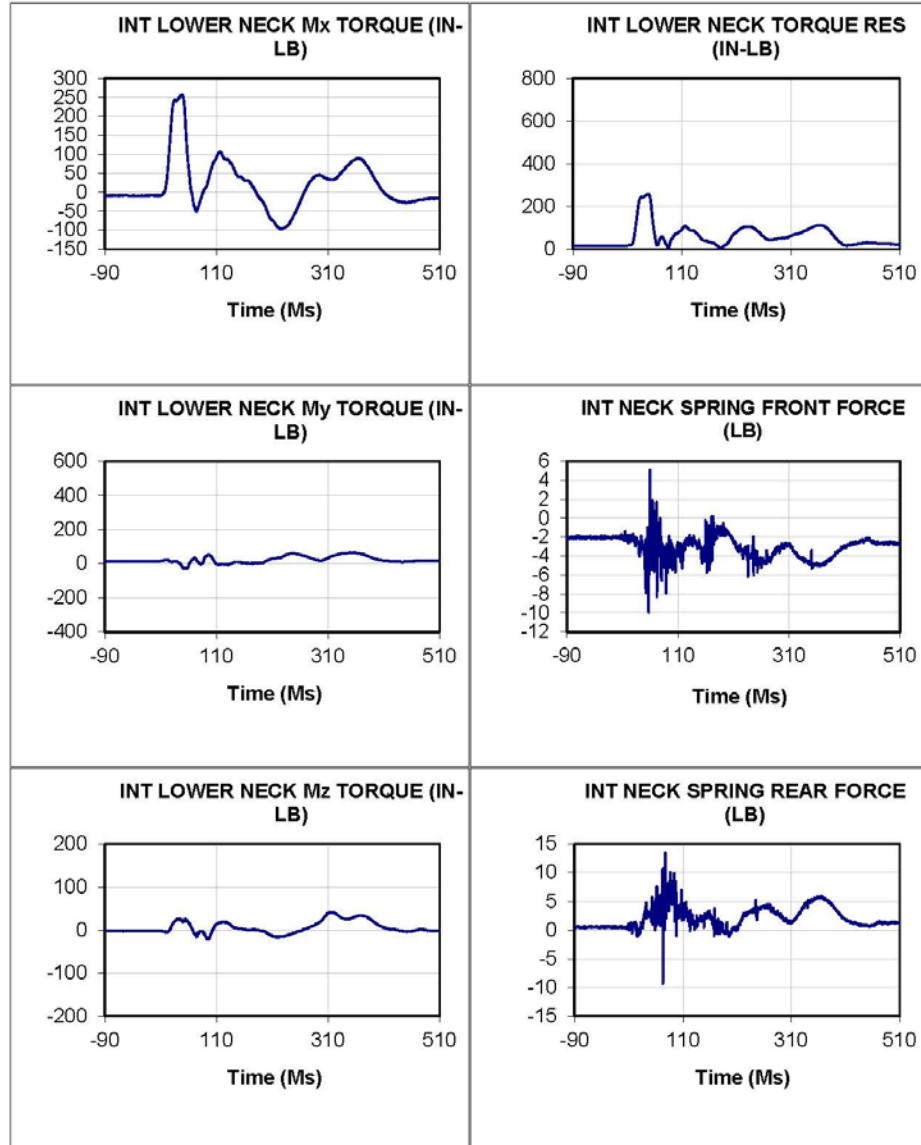 INT LOWER NECK Mx TORQUE (IN-
LB)
300
250
200
150
100
50
0
-50
-100
-150
-90 110 310 510
Time (Ms)
INT LOWER NECK TORQUE RES
(IN-LB)
800
600
400
200
0
-90 110 310 510
Time (Ms)
INT LOWER NECK My TORQUE (IN-
LB)
600
400
200
0
-200
-400
-90 110 310 510
Time (Ms)
INT NECK SPRING FRONT FORCE
(LB)
6
4
2
0
-2
-4
-6
-8
-10
-12
-90 110 310 510
Time (Ms)
INT LOWER NECK Mz TORQUE (IN-
LB)
200
100
0
-100
-200
-90 110 310 510
Time (Ms)
INT NECK SPRING REAR FORCE
(LB)
15
10
5
0
-5
-10
-15
-90 110 310 510
Time (Ms)